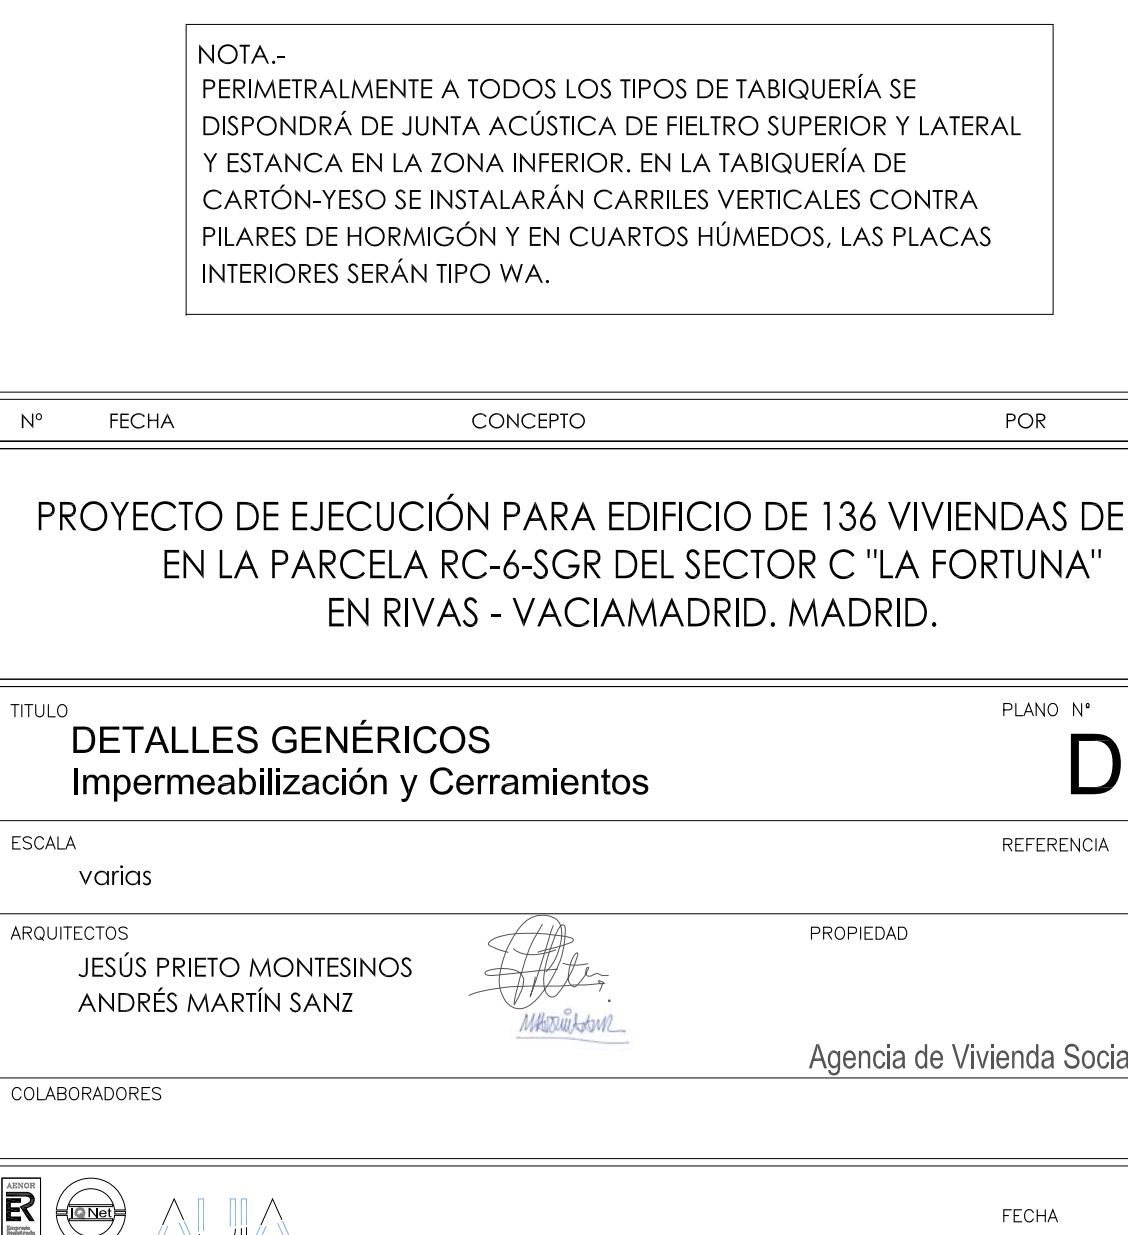 NOTA.-
PERIMETRALMENTE A TODOS LOS TIPOS DE TABIQUERÍA SE
DISPONDRÁ DE JUNTA ACÚSTICA DE FIELTRO SUPERIOR Y LATERAL
Y ESTANCA EN LA ZONA INFERIOR. EN LA TABIQUERÍA DE
CARTÓN-YESO SE INSTALARÁN CARRILES VERTICALES CONTRA
PILARES DE HORMIGÓN Y EN CUARTOS HÚMEDOS, LAS PLACAS
INTERIORES SERÁN TIPO WA.
Nº FECHA CONCEPTO POR
PROYECTO DE EJECUCIÓN PARA EDIFICIO DE 136 VIVIENDAS DE
EN LA PARCELA RC-6-SGR DEL SECTOR C "LA FORTUNA"
EN RIVAS - VACIAMADRID. MADRID.
TITULO
DETALLES GENÉRICOS
Impermeabilización y Cerramientos
PLANO Nº
D
ESCALA
varias
REFERENCIA
ARQUITECTOS
JESÚS PRIETO MONTESINOS
ANDRÉS MARTÍN SANZ
PROPIEDAD
Agencia de Vivienda Socia
COLABORADORES
AENOR
ER
Empresa
Registrada
IQNet
FECHA